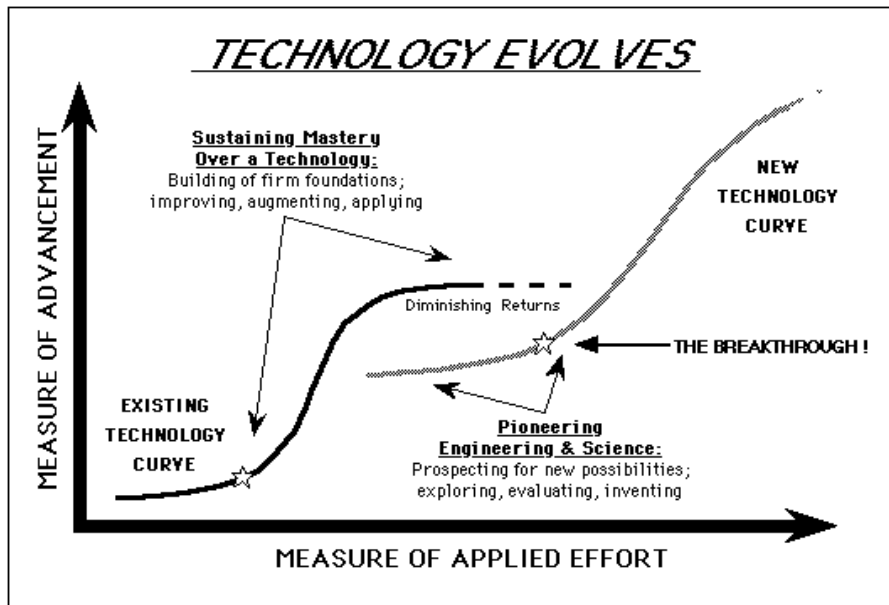 TECHNOLOGY EVOLVES
Sustaining Mastery
Over a Technology:
Building of firm foundations;
improving, augmenting, applying
NEW
TECHNOLOGY
CURVE
MEASURE OF ADVANCEMENT
Diminishing Returns
THE BREAKTHROUGH !
EXISTING
TECHNOLOGY
CURVE
Pioneering
Engineering & Science:
Prospecting for new possibilities;
exploring, evaluating, inventing
MEASURE OF APPLIED EFFORT